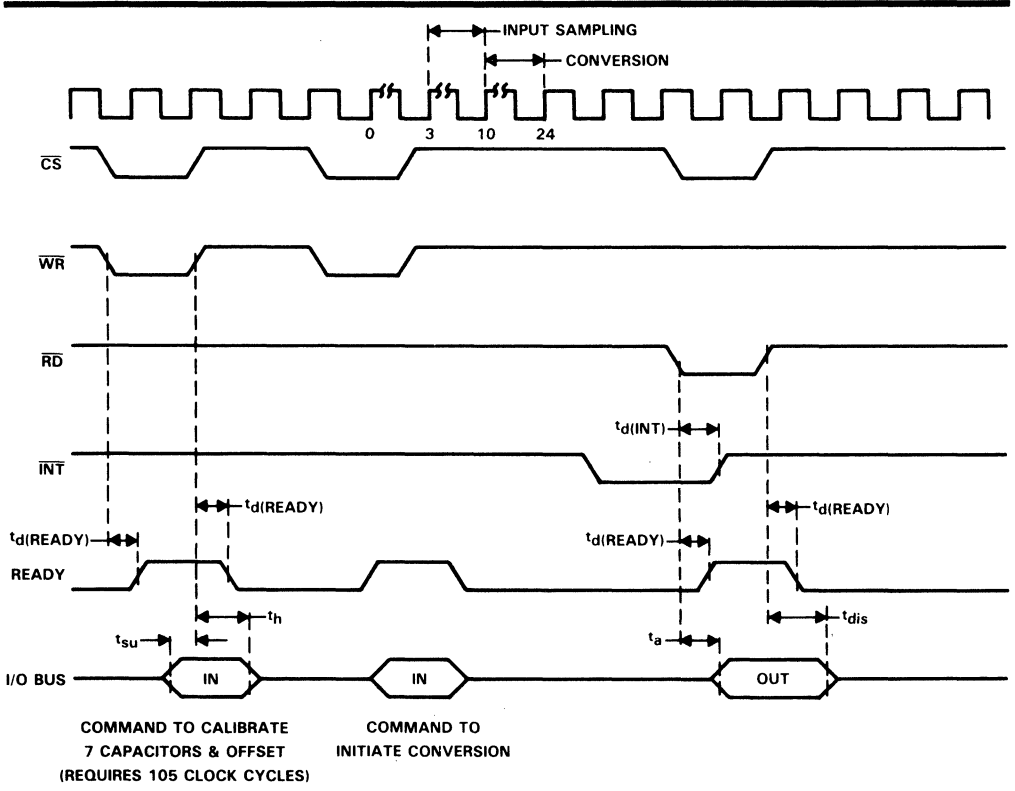 INPUT SAMPLING
CONVERSION
0 3 10 24
CS
WR
RD
td(INT)
INT
td(READY) td(READY)
td(READY) td(READY)
READY
th tdis
tsu ta
I/O BUS IN IN OUT
COMMAND TO CALIBRATE COMMAND TO
7 CAPACITORS & OFFSET INITIATE CONVERSION
(REQUIRES 105 CLOCK CYCLES)